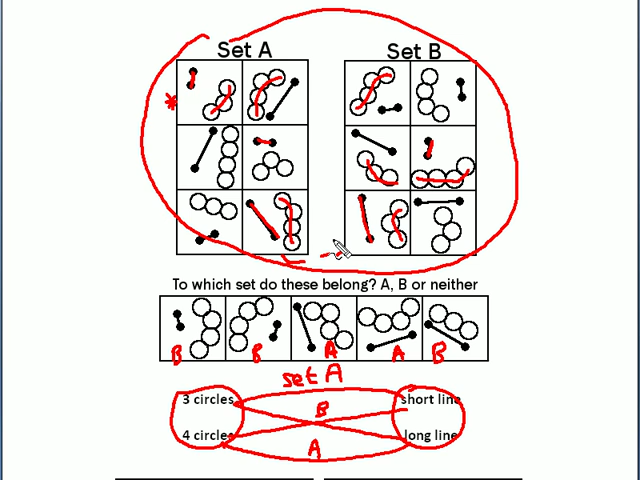 Set A
Set B
To which set do these belong? A, B or neither
B B A A B
set A
3 circles short line
B
4 circles long line
A